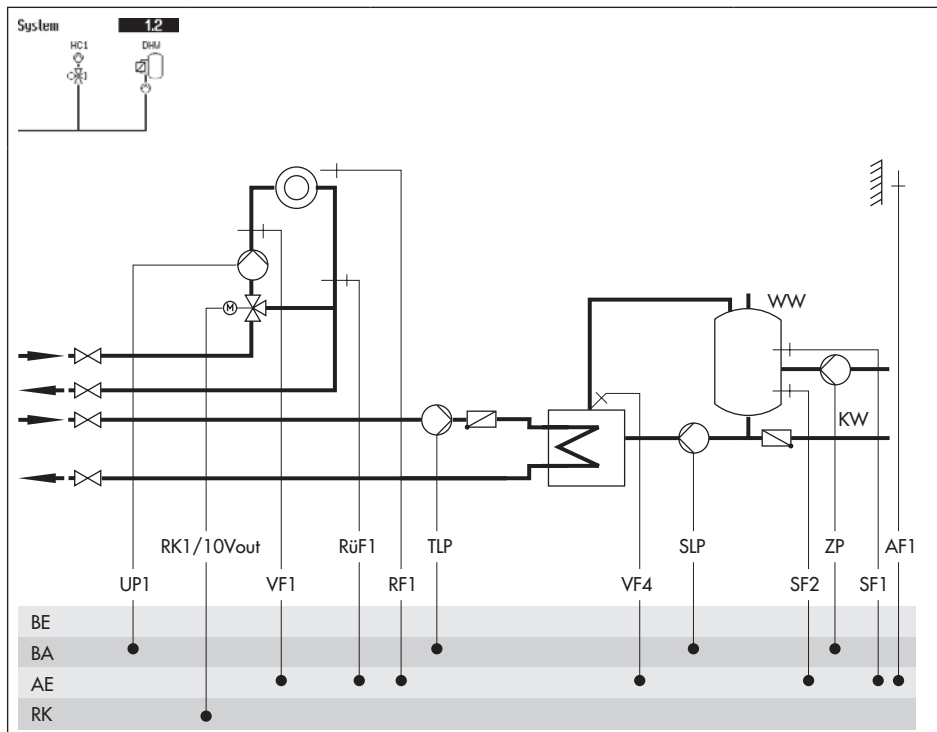 System 1.2
HC1 DHW
M
WW
KW
RK1/10Vout RüF1 TLP SLP ZP AF1
UP1 VF1 RF1 VF4 SF2 SF1
BE
BA
AE
RK